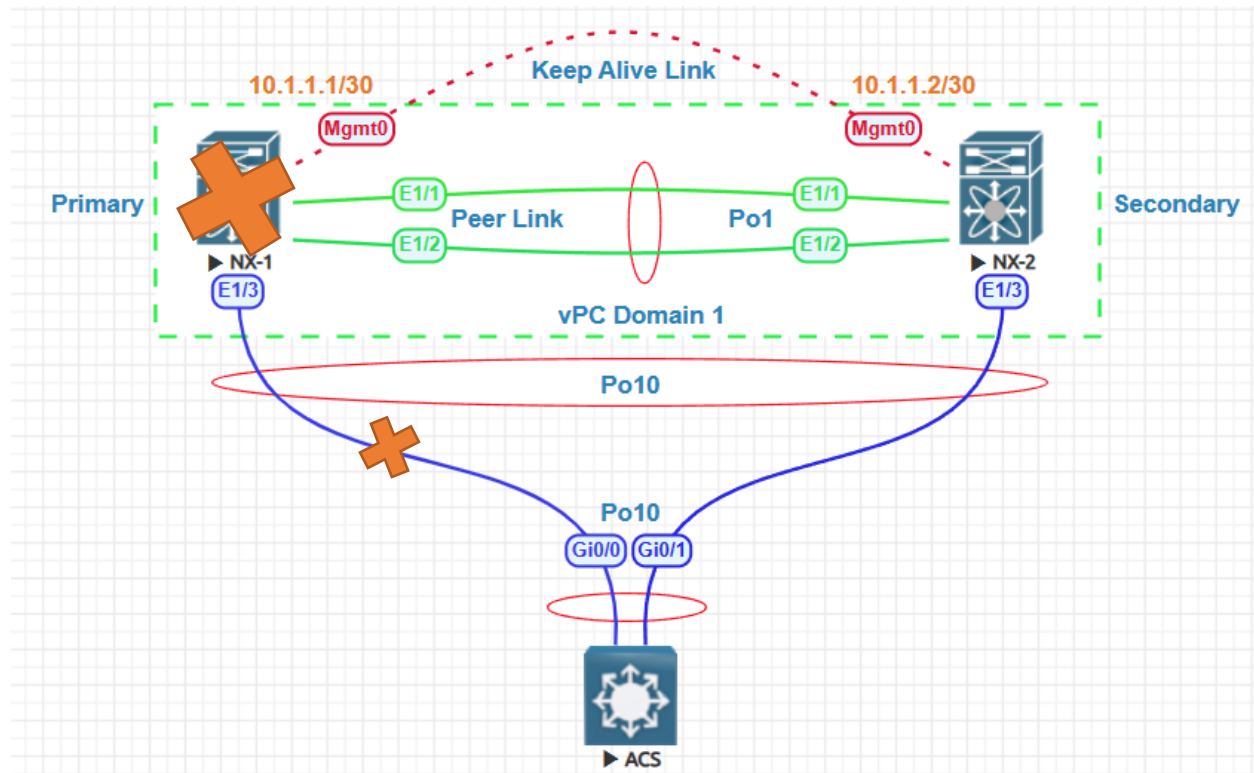 Keep Alive Link
10.1.1.1/30
10.1.1.2/30
Mgmt0
Mgmt0
Primary
E1/1
E1/1
Secondary
Peer Link
Po1
E1/2
E1/2
NX-1
NX-2
E1/3
E1/3
vPC Domain 1
Po10
Po10
Gi0/0
Gi0/1
ACS